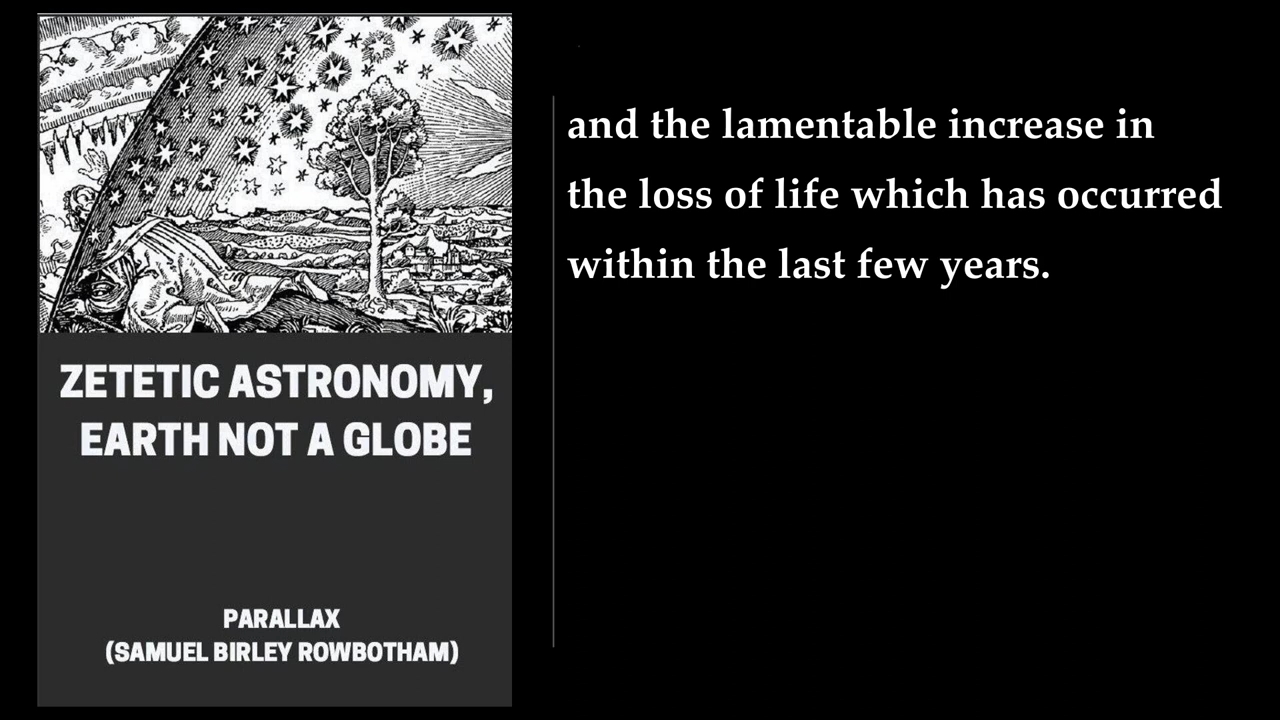 ZETETIC ASTRONOMY,
EARTH NOT A GLOBE
PARALLAX
(SAMUEL BIRLEY ROWBOTHAM)
and the lamentable increase in
the loss of life which has occurred
within the last few years.